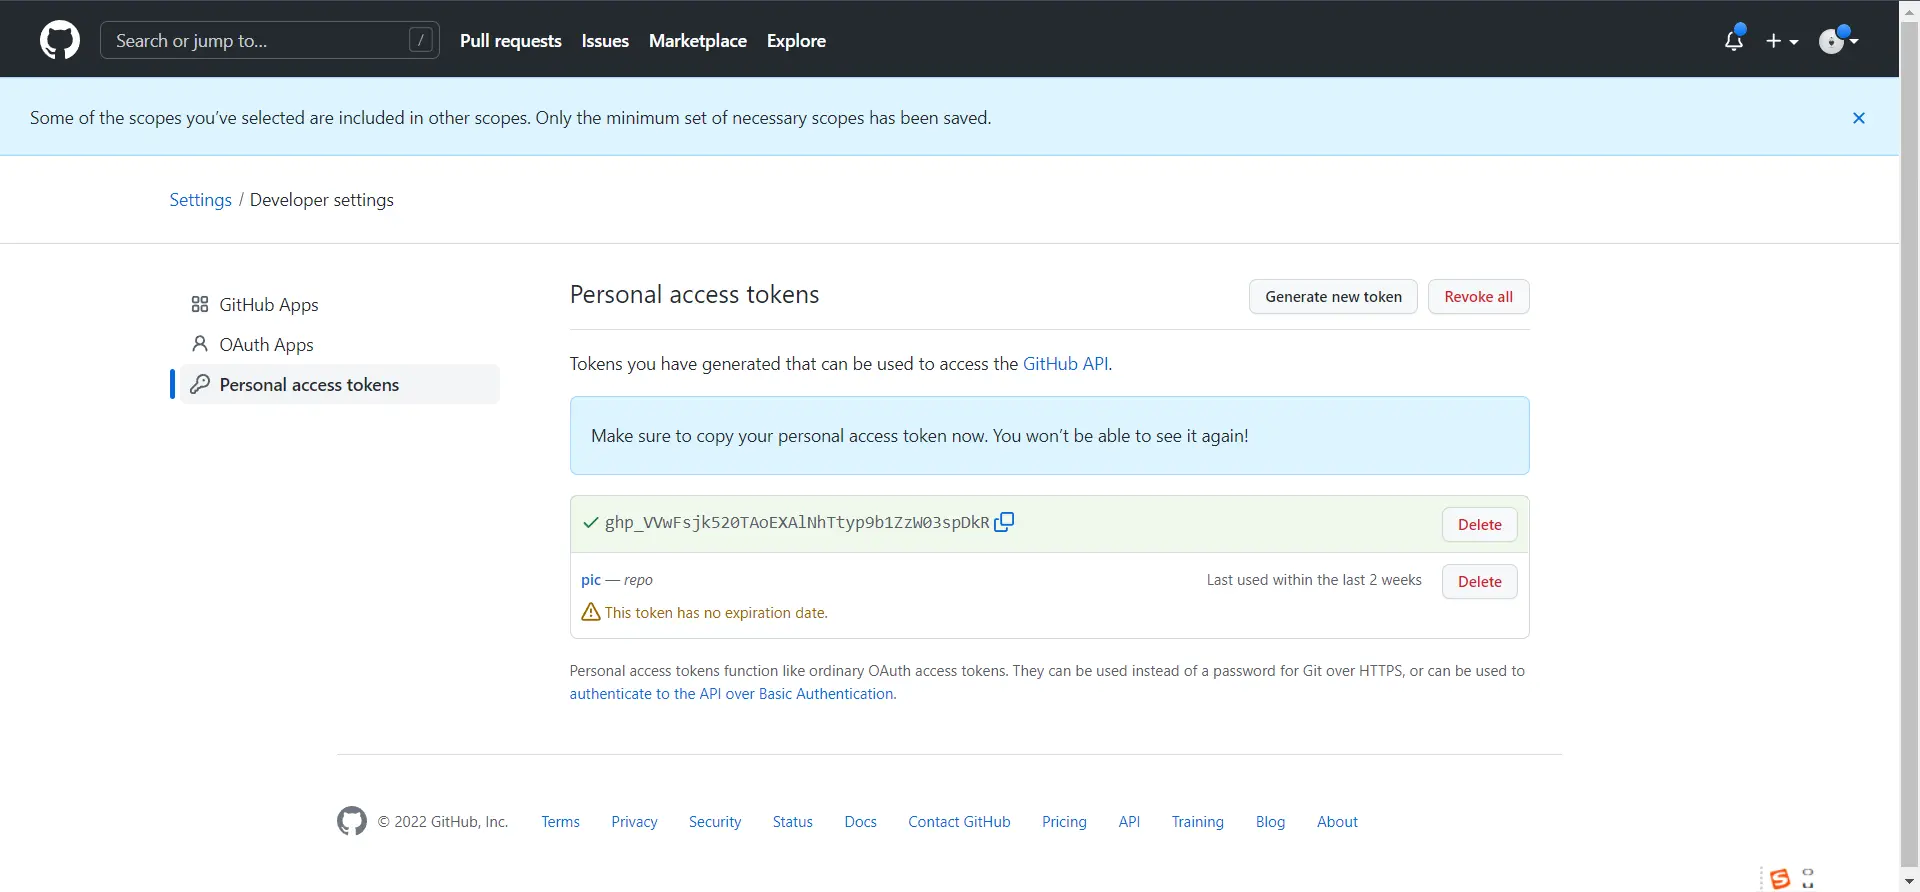 Search or jump to...
/
Pull requests
Issues
Marketplace
Explore
Some of the scopes you've selected are included in other scopes. Only the minimum set of necessary scopes has been saved.
Settings / Developer settings
GitHub Apps
OAuth Apps
Personal access tokens
Personal access tokens
Generate new token
Revoke all
Tokens you have generated that can be used to access the GitHub API.
Make sure to copy your personal access token now. You won't be able to see it again!
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
Delete
pic — repo
Last used within the last 2 weeks
Delete
This token has no expiration date.
Personal access tokens function like ordinary OAuth access tokens. They can be used instead of a password for Git over HTTPS, or can be used to
authenticate to the API over Basic Authentication.
© 2022 GitHub, Inc.
Terms
Privacy
Security
Status
Docs
Contact GitHub
Pricing
API
Training
Blog
About